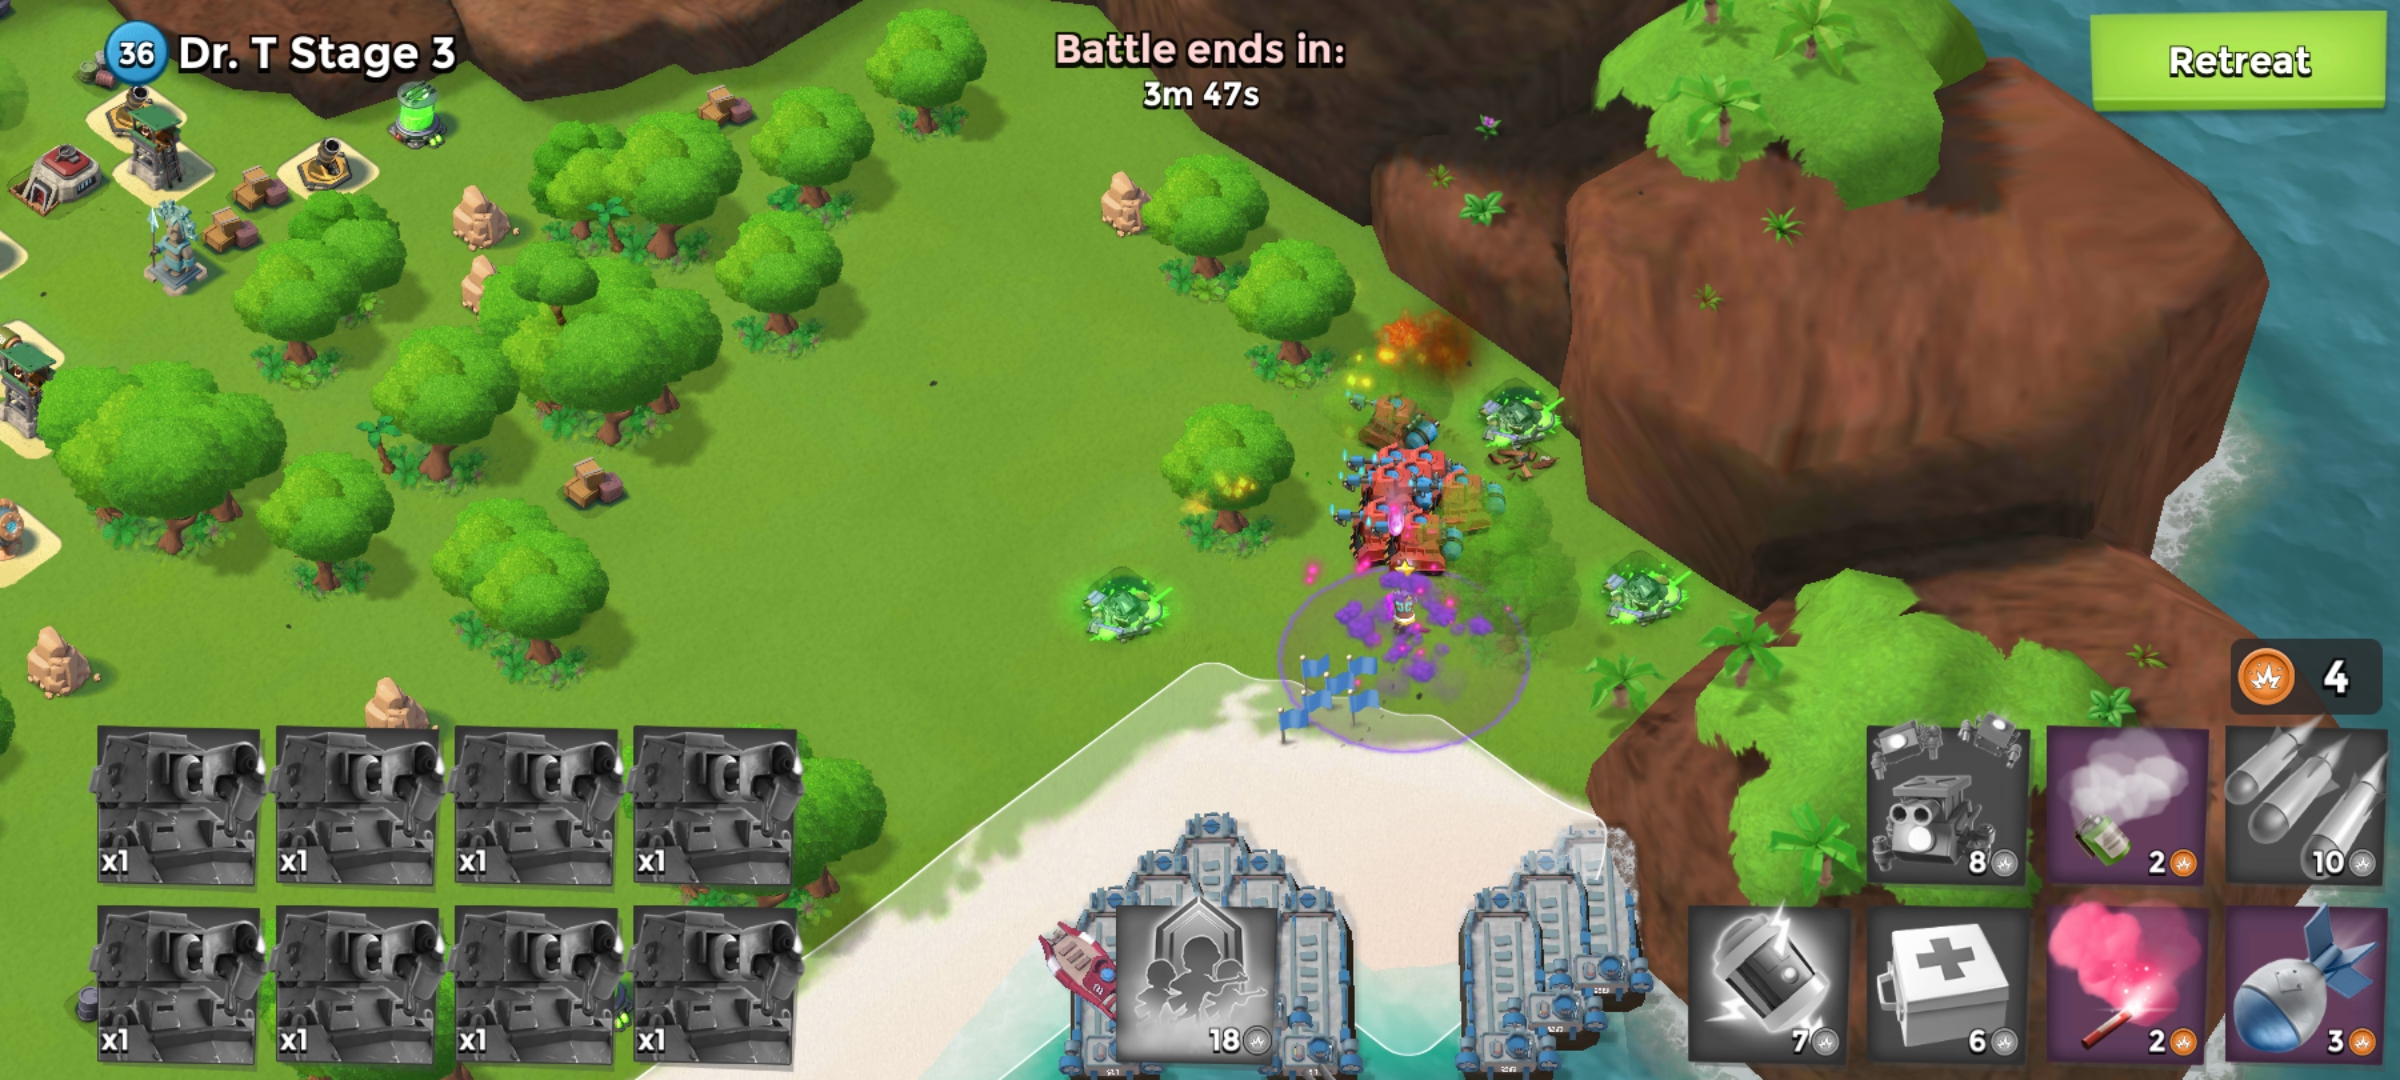 36 Dr. T Stage 3
Battle ends in:
3m 47s
Retreat
4
x1 x1 x1 x1
8 2 10
x1 x1 x1 x1
18
7 6 2 3